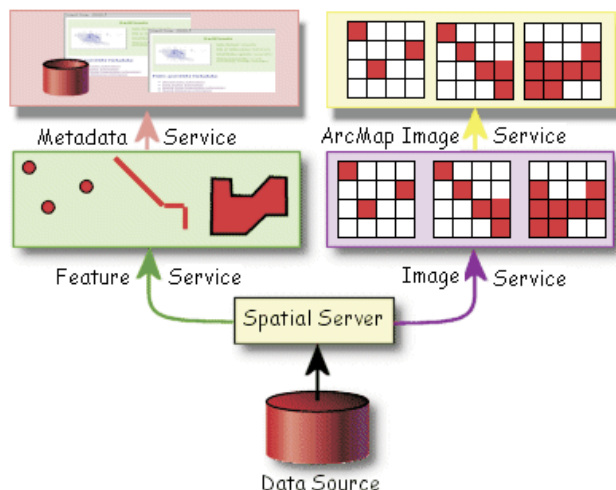 Metadata Service
ArcMap Image Service
Feature Service
Image Service
Spatial Server
Data Source